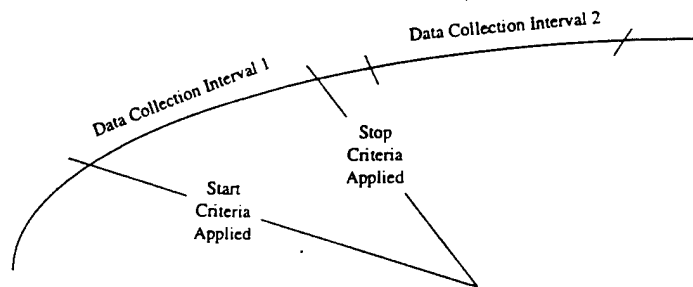 Data Collection Interval 2
Data Collection Interval 1
Stop
Criteria
Applied
Start
Criteria
Applied